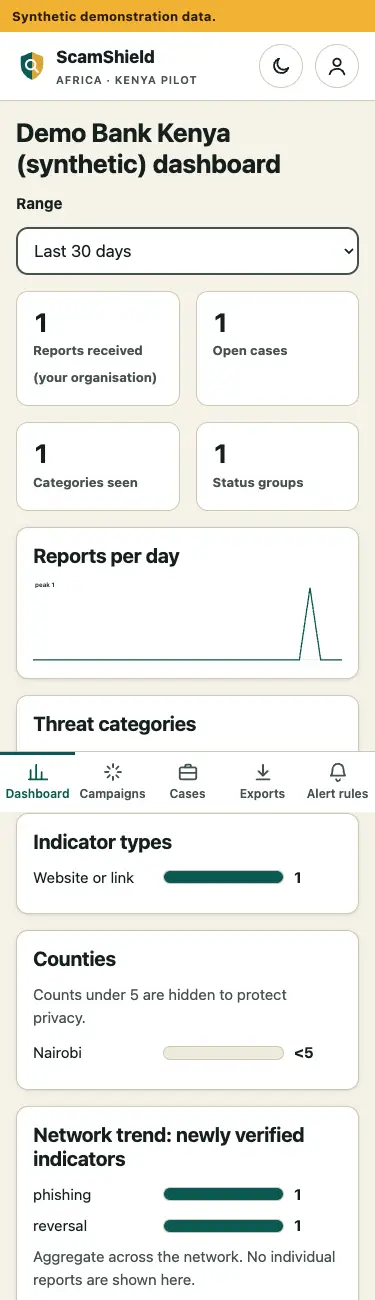 Synthetic demonstration data.
ScamShield
AFRICA · KENYA PILOT
Demo Bank Kenya
(synthetic) dashboard
Range
Last 30 days
1
Reports received
(your organisation)
1
Open cases
1
Categories seen
1
Status groups
Reports per day
peak 1
Threat categories
Dashboard
Campaigns
Cases
Exports
Alert rules
Indicator types
Website or link 1
Counties
Counts under 5 are hidden to protect
privacy.
Nairobi <5
Network trend: newly verified
indicators
phishing 1
reversal 1
Aggregate across the network. No individual
reports are shown here.